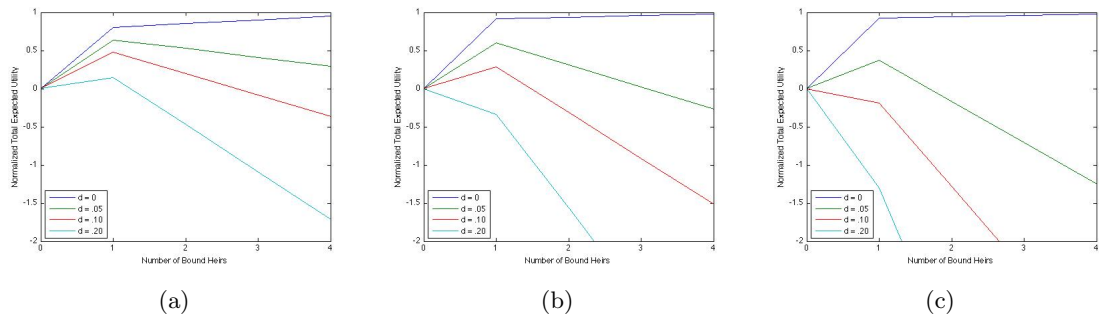 1
0.5
0
-0.5
-1
-1.5
-2
Normalized Total Expected Utility
d = 0
d = .05
d = .10
d = .20
0 1 2 3 4
Number of Bound Heirs
(a)
1
0.5
0
-0.5
-1
-1.5
-2
Normalized Total Expected Utility
d = 0
d = .05
d = .10
d = .20
0 1 2 3 4
Number of Bound Heirs
(b)
1
0.5
0
-0.5
-1
-1.5
-2
Normalized Total Expected Utility
d = 0
d = .05
d = .10
d = .20
0 1 2 3 4
Number of Bound Heirs
(c)